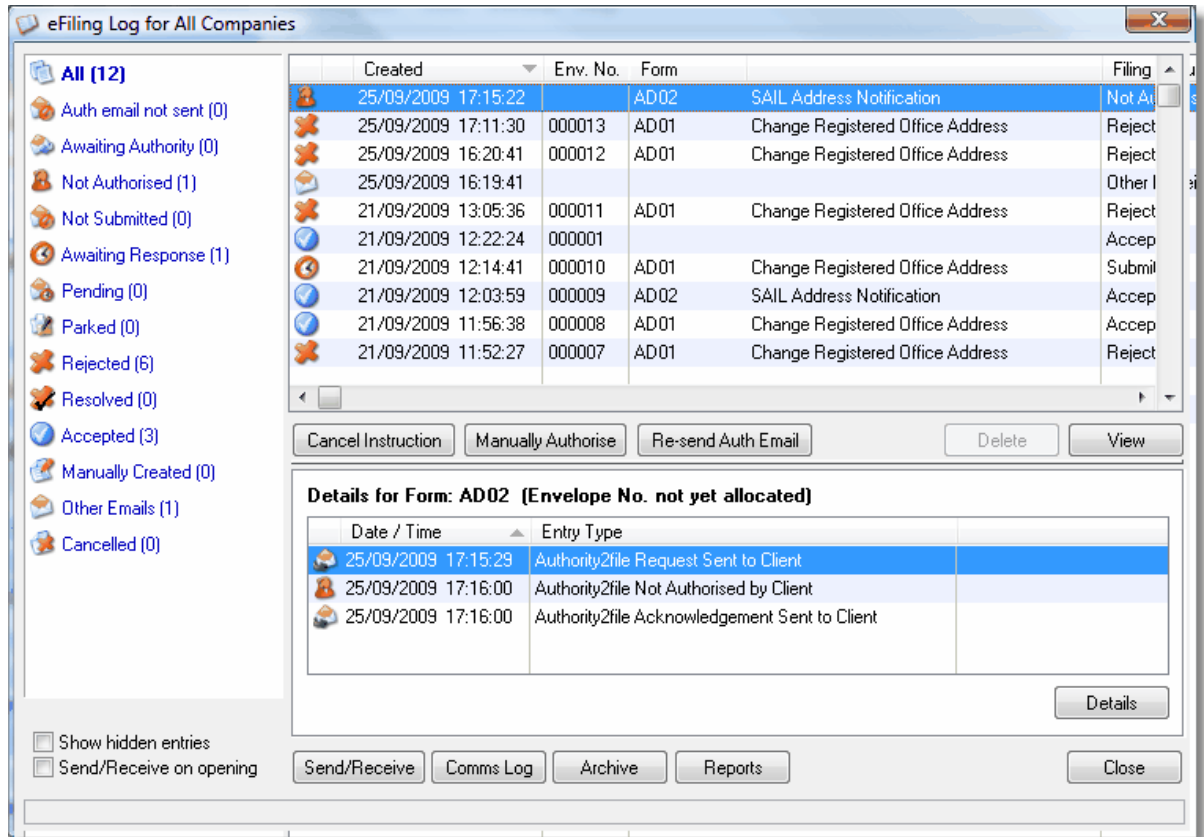 eFiling Log for All Companies
All (12)
Auth email not sent (0)
Awaiting Authority (0)
Not Authorised (1)
Not Submitted (0)
Awaiting Response (1)
Pending (0)
Parked (0)
Rejected (6)
Resolved (0)
Accepted (3)
Manually Created (0)
Other Emails (1)
Cancelled (0)
Show hidden entries
Send/Receive on opening
Created Env. No. Form Filing
25/09/2009 17:15:22 AD02 SAIL Address Notification Not Au
25/09/2009 17:11:30 000013 AD01 Change Registered Office Address Reject
25/09/2009 16:20:41 000012 AD01 Change Registered Office Address Reject
25/09/2009 16:19:41 Other
21/09/2009 13:05:36 000011 AD01 Change Registered Office Address Reject
21/09/2009 12:22:24 000001 Accep
21/09/2009 12:14:41 000010 AD01 Change Registered Office Address Submit
21/09/2009 12:03:59 000009 AD02 SAIL Address Notification Accep
21/09/2009 11:56:38 000008 AD01 Change Registered Office Address Accep
21/09/2009 11:52:27 000007 AD01 Change Registered Office Address Reject
Cancel Instruction Manually Authorise Re-send Auth Email Delete View
Details for Form: AD02 (Envelope No. not yet allocated)
Date / Time Entry Type
25/09/2009 17:15:29 Authority2file Request Sent to Client
25/09/2009 17:16:00 Authority2file Not Authorised by Client
25/09/2009 17:16:00 Authority2file Acknowledgement Sent to Client
Details
Send/Receive Comms Log Archive Reports Close